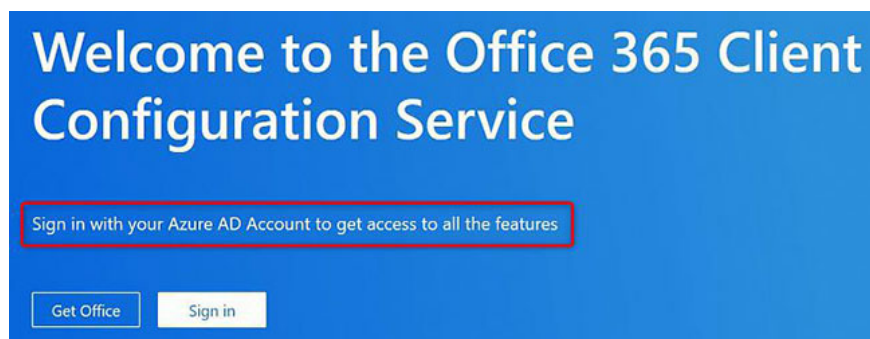 Welcome to the Office 365 Client
Configuration Service
Sign in with your Azure AD Account to get access to all the features
Get Office
Sign in